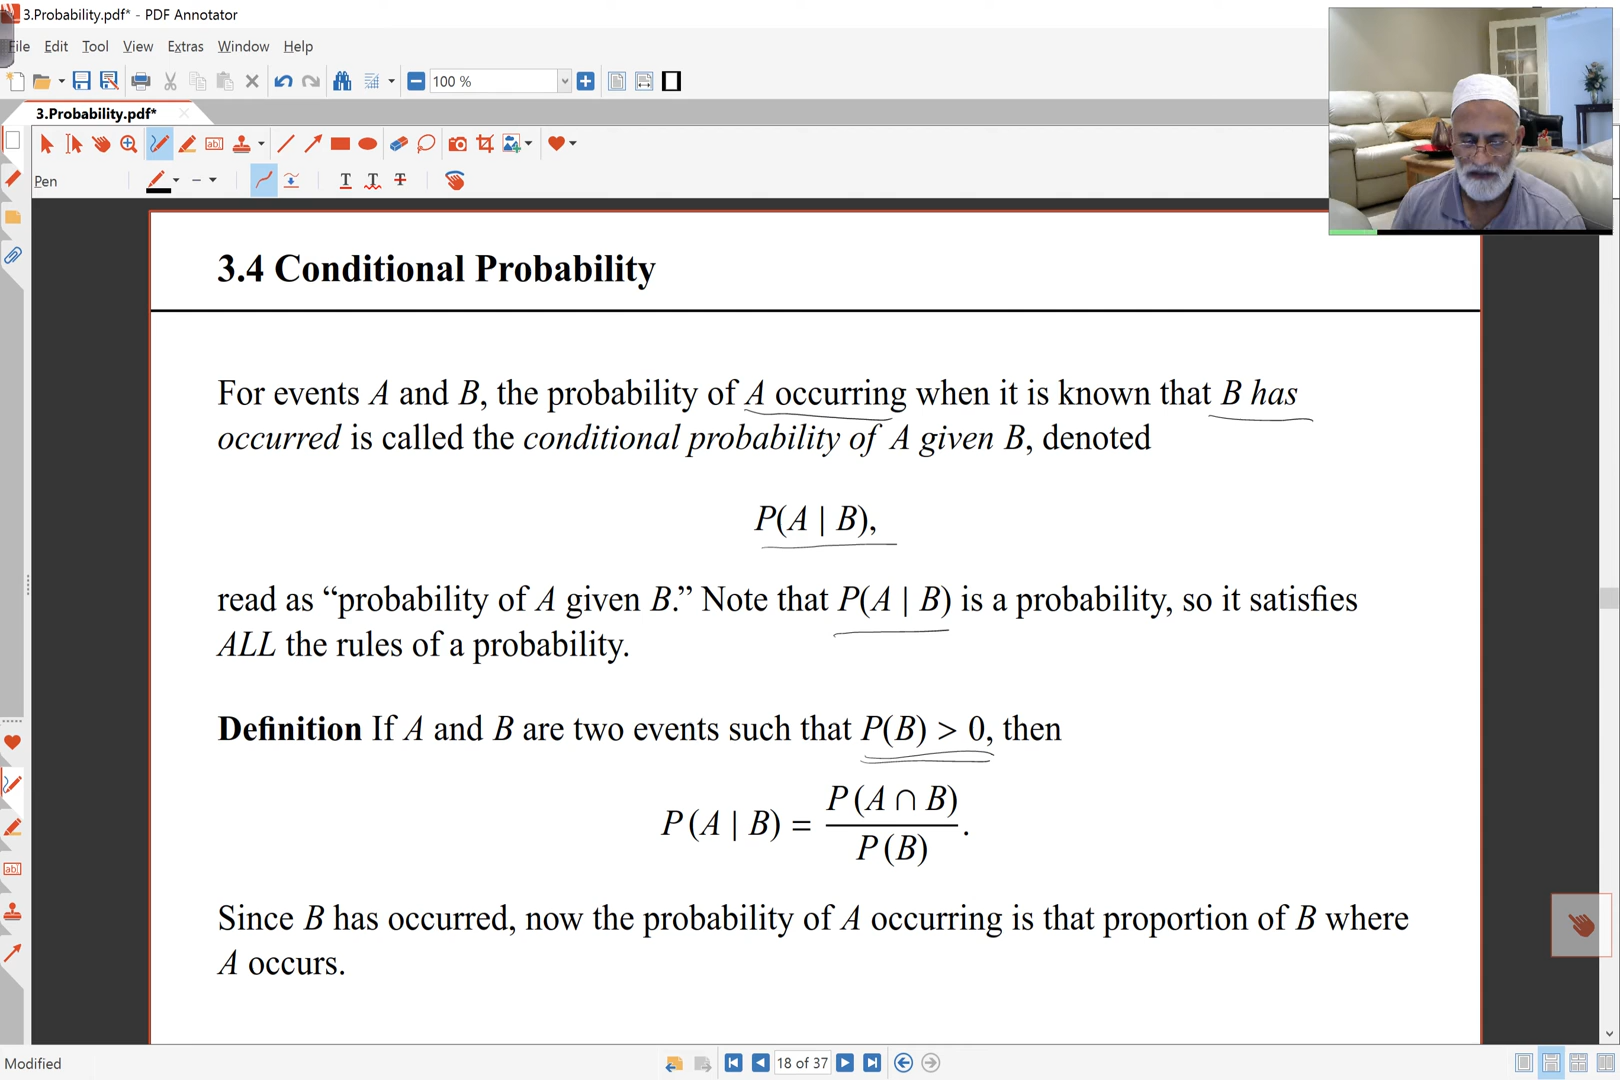 3.Probability.pdf* - PDF Annotator
File Edit Tool View Extras Window Help
100 %
3.Probability.pdf*
Pen
3.4 Conditional Probability
For events A and B, the probability of A occurring when it is known that B has
occurred is called the conditional probability of A given B, denoted
P(A | B),
read as “probability of A given B.” Note that P(A | B) is a probability, so it satisfies
ALL the rules of a probability.
Definition If A and B are two events such that P(B) > 0, then
P(A | B) = P(A ∩ B) / P(B).
Since B has occurred, now the probability of A occurring is that proportion of B where
A occurs.
Modified
18 of 37